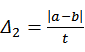 Δ₂ = |a−b| / t